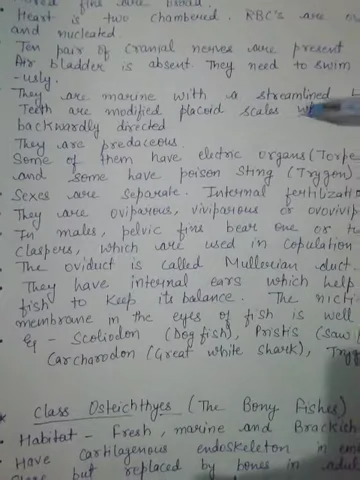 fins are broad.
Heart is two chambered. RBC's are
and nucleated.
Ten pair of cranial nerves are present
Air bladder is absent. They need to swim
-usly.
They are marine with a streamlined
Teeth are modified placoid scales
backwardly directed
They are predaceous.
Some of them have eletric organs (Torpe
and some have poison sting (Trygon).
• Sexes are separate. Internal fertilizatio
• They are oviparous, viviparous or ovovivip
• In males, pelvic fins bear one or
claspers, which are used in copulation
• The oviduct is called Mullerian duct.
• They have internal ears which help
fish to keep its balance. The nicti
membrane in the eyes of fish is well
• Eg - Scoliodon (Dog fish), Pristis (Saw
Carcharodon (Great white shark), Tryg
* Class Osteichthyes (The Bony Fishes)
• Habitat - Fresh, marine and Brackish
• Have cartilagenous endoskeleton in em
but replaced by bones in adul